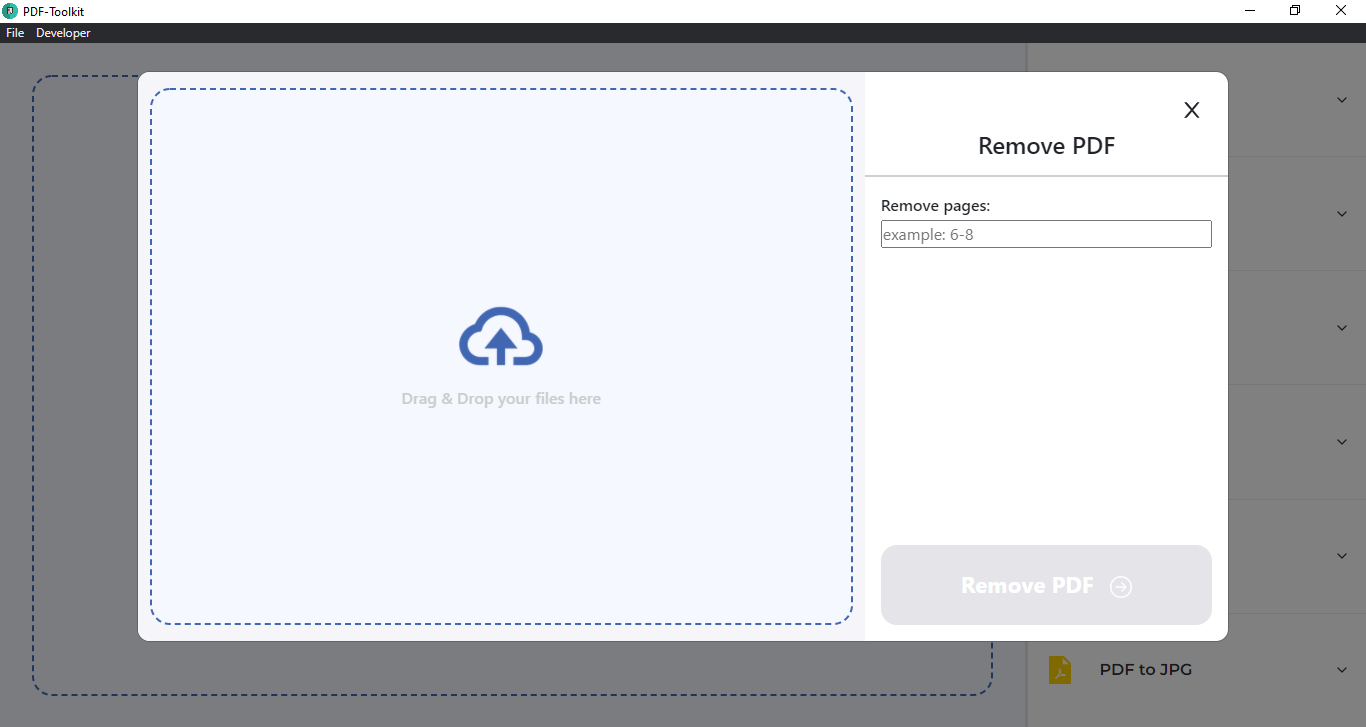 PDF-Toolkit
File Developer
X
Remove PDF
Remove pages:
example: 6-8
Drag & Drop your files here
Remove PDF
PDF to JPG